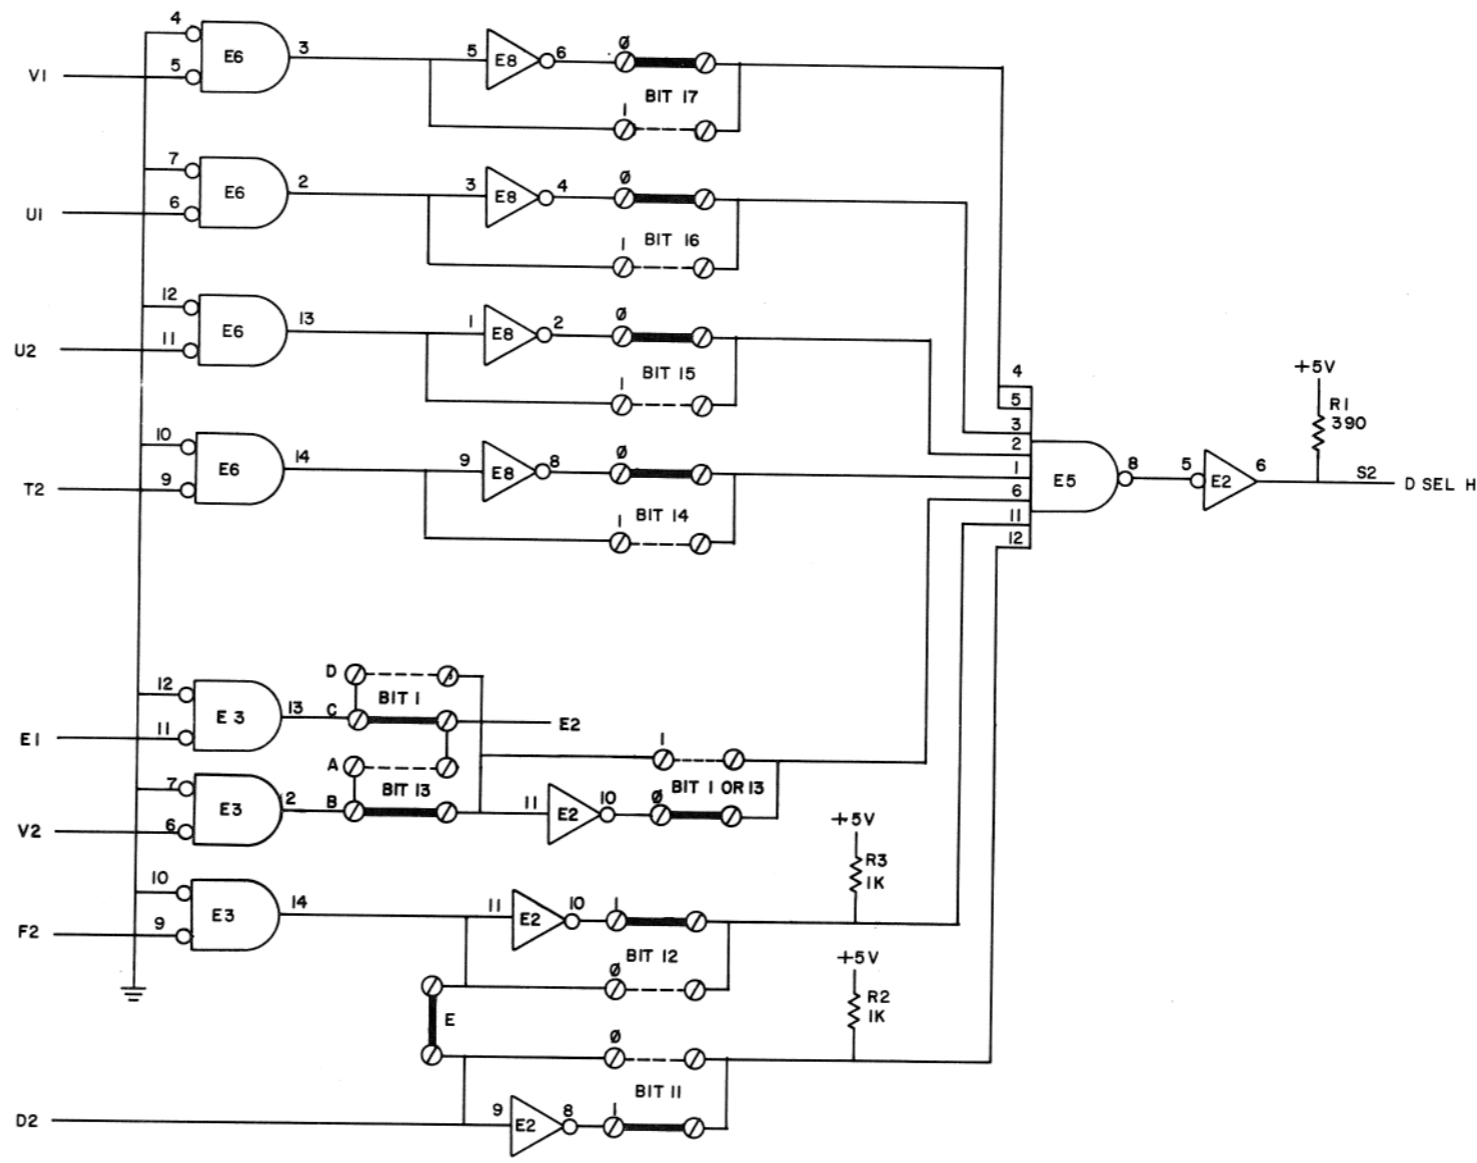 4
E6
3
5
V1
5
E8
6
Ø
BIT 17
1
7
E6
2
6
U1
3
E8
4
Ø
BIT 16
1
12
E6
13
11
U2
1
E8
2
Ø
BIT 15
1
10
E6
14
9
T2
9
E8
8
Ø
BIT 14
1
4
5
3
2
1
6
11
12
E5
8
5
E2
6
+5V
R1
390
S2
D SEL H
12
E3
13
11
E1
D
BIT 1
C
E2
A
BIT 13
B
7
E3
2
6
V2
11
E2
10
1
BIT 1 OR 13
Ø
10
E3
14
9
F2
11
E2
10
1
BIT 12
Ø
+5V
R3
1K
E
+5V
R2
1K
Ø
BIT 11
1
D2
9
E2
8